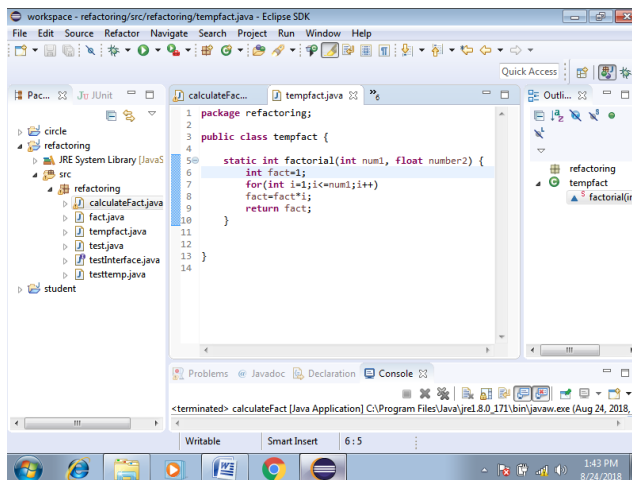 workspace - refactoring/src/refactoring/tempfact.java - Eclipse SDK
File Edit Source Refactor Navigate Search Project Run Window Help
Quick Access
Pac... JUnit
circle
refactoring
JRE System Library [JavaS
src
refactoring
calculateFact.java
fact.java
tempfact.java
test.java
testInterface.java
testtemp.java
student
calculateFac... tempfact.java »6
1 package refactoring;
2
3 public class tempfact {
4
5 static int factorial(int num1, float number2) {
6 int fact=1;
7 for(int i=1;i<=num1;i++)
8 fact=fact*i;
9 return fact;
10 }
11
12
13 }
14
Outli...
refactoring
tempfact
S factorial(in
Problems @ Javadoc Declaration Console
<terminated> calculateFact [Java Application] C:\Program Files\Java\jre1.8.0_171\bin\javaw.exe (Aug 24, 2018,
Writable Smart Insert 6 : 5
1:43 PM
8/24/2018